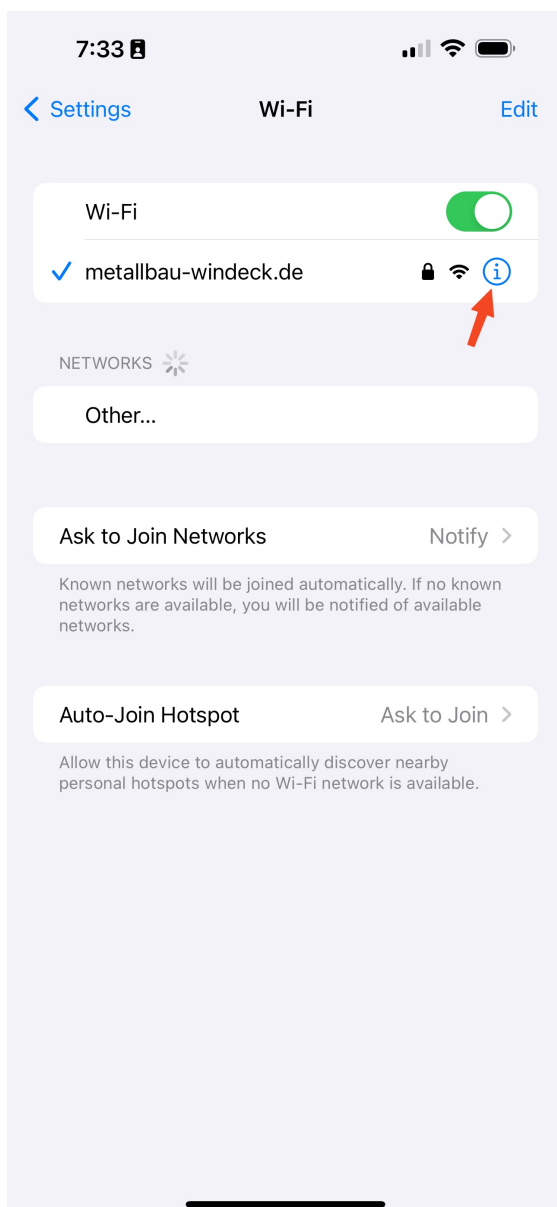 7:33
Settings
Wi-Fi
Edit
Wi-Fi
metallbau-windeck.de
NETWORKS
Other...
Ask to Join Networks
Notify
Known networks will be joined automatically. If no known
networks are available, you will be notified of available
networks.
Auto-Join Hotspot
Ask to Join
Allow this device to automatically discover nearby
personal hotspots when no Wi-Fi network is available.